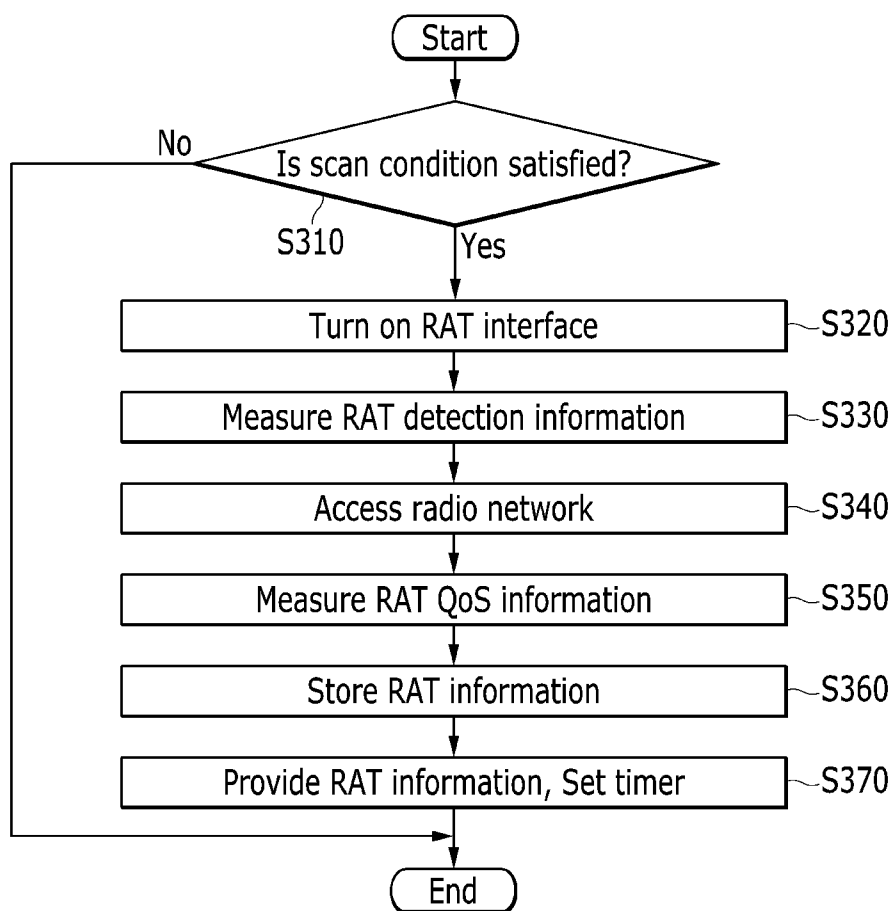 Start
No
Is scan condition satisfied?
S310
Yes
Turn on RAT interface
S320
Measure RAT detection information
S330
Access radio network
S340
Measure RAT QoS information
S350
Store RAT information
S360
Provide RAT information, Set timer
S370
End